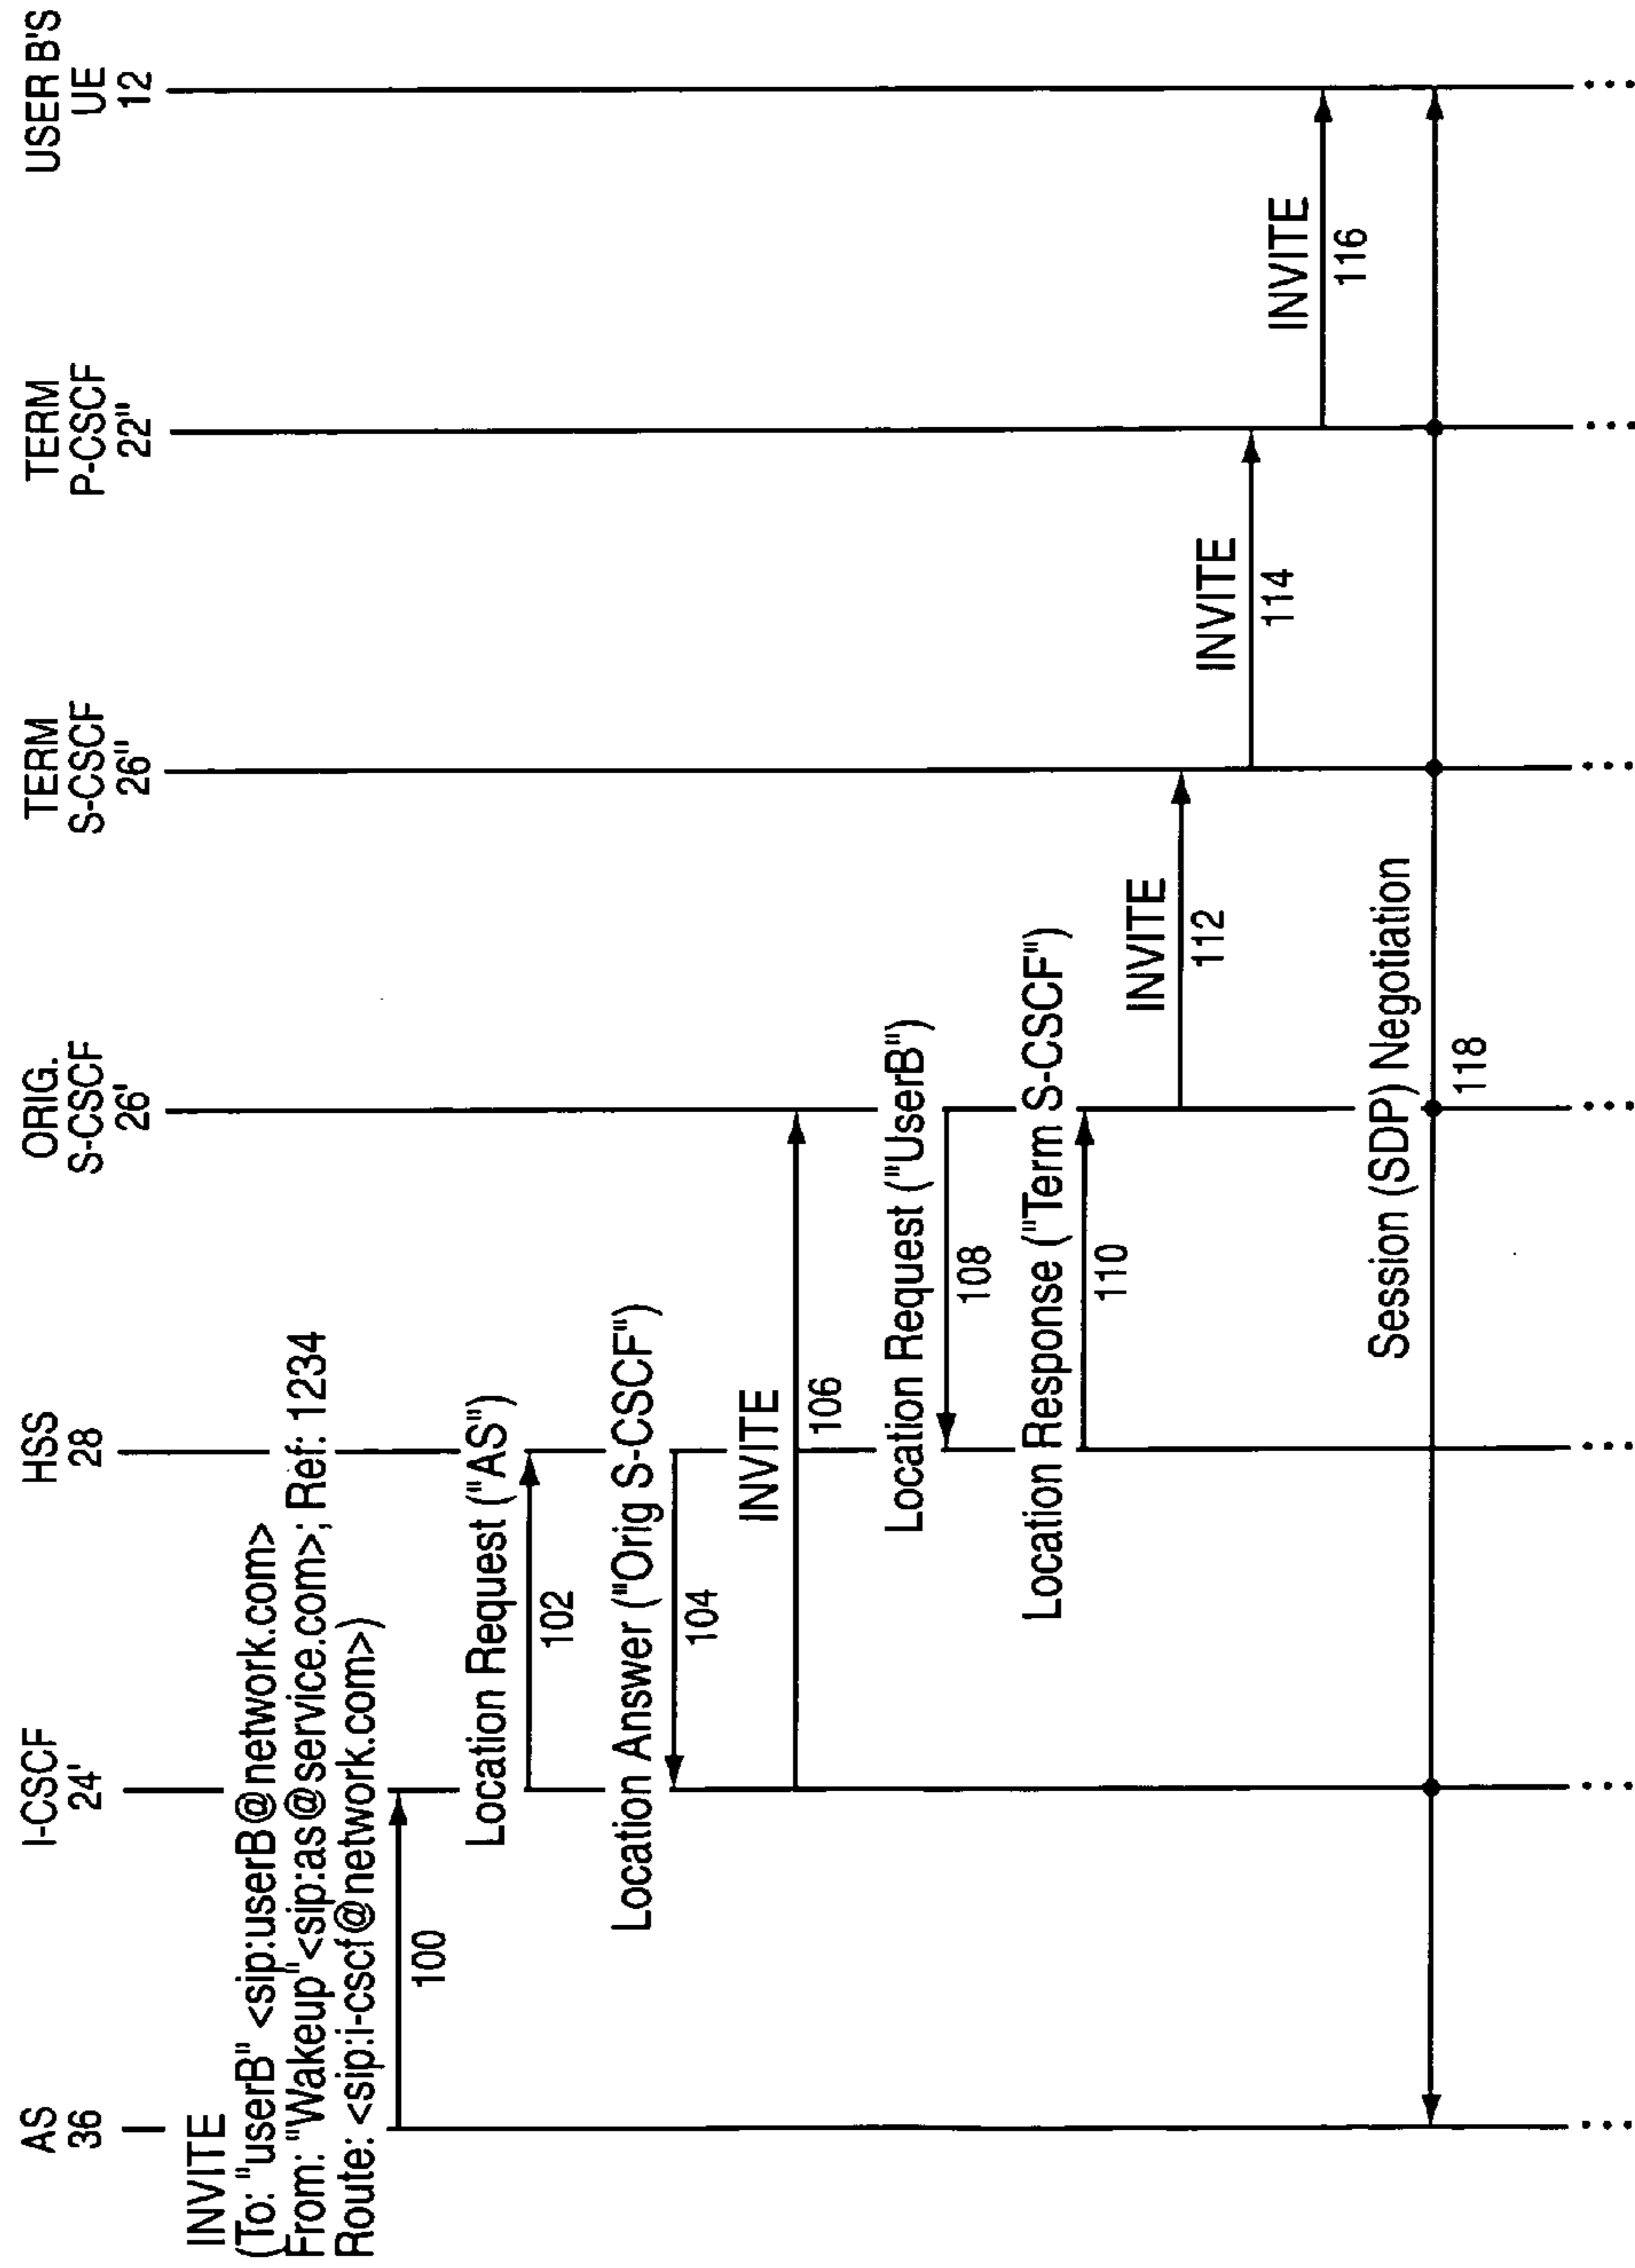 AS
36
I-CSCF
24'
HSS
28
ORIG.
S-CSCF
26'
TERM
S-CSCF
26"
TERM
P-CSCF
22"
USER B'S
UE
12
INVITE
(To: "userB" <sip:userB@network.com>
From: "Wakeup"<sip:as@service.com>; Ref: 1234
Route: <sip:i-cscf@network.com>)
100
Location Request ("AS")
102
Location Answer ("Orig S-CSCF")
104
INVITE
106
Location Request ("UserB")
108
Location Response ("Term S-CSCF")
110
INVITE
112
INVITE
114
INVITE
116
Session (SDP) Negotiation
118